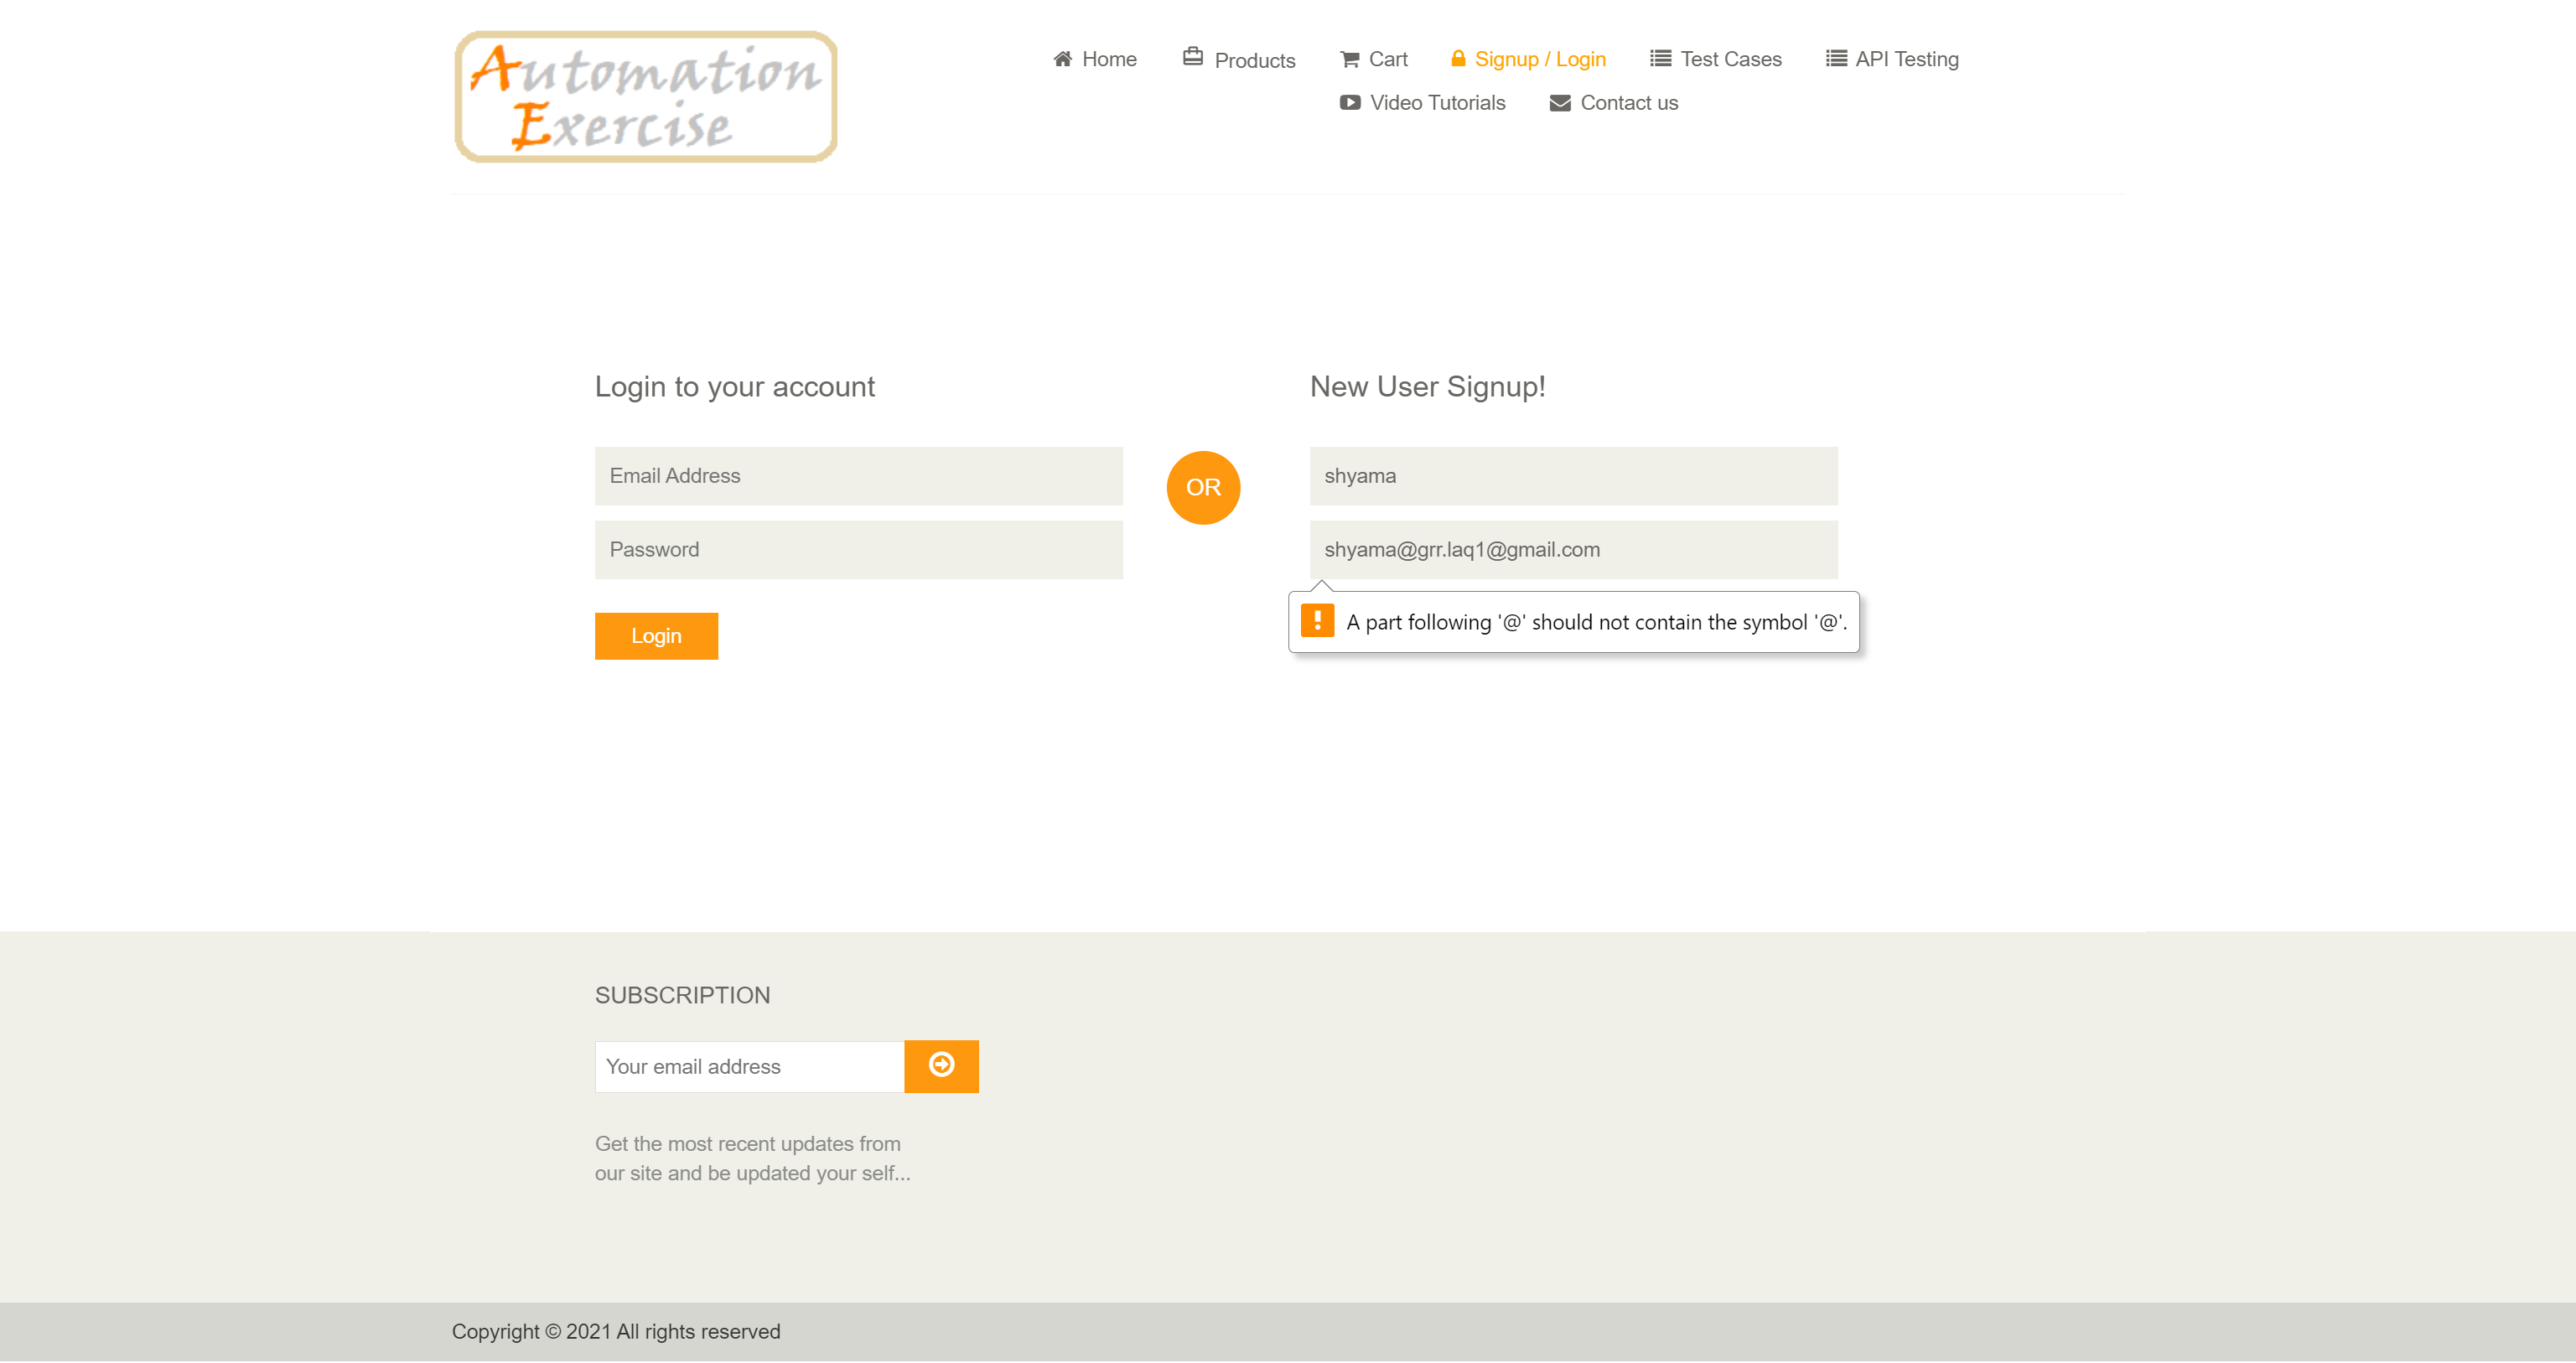 Automation
Exercise
Home
Products
Cart
Signup / Login
Test Cases
API Testing
Video Tutorials
Contact us
Login to your account
Email Address
Password
Login
OR
New User Signup!
shyama
shyama@grr.laq1@gmail.com
A part following '@' should not contain the symbol '@'.
SUBSCRIPTION
Your email address
Get the most recent updates from
our site and be updated your self...
Copyright © 2021 All rights reserved